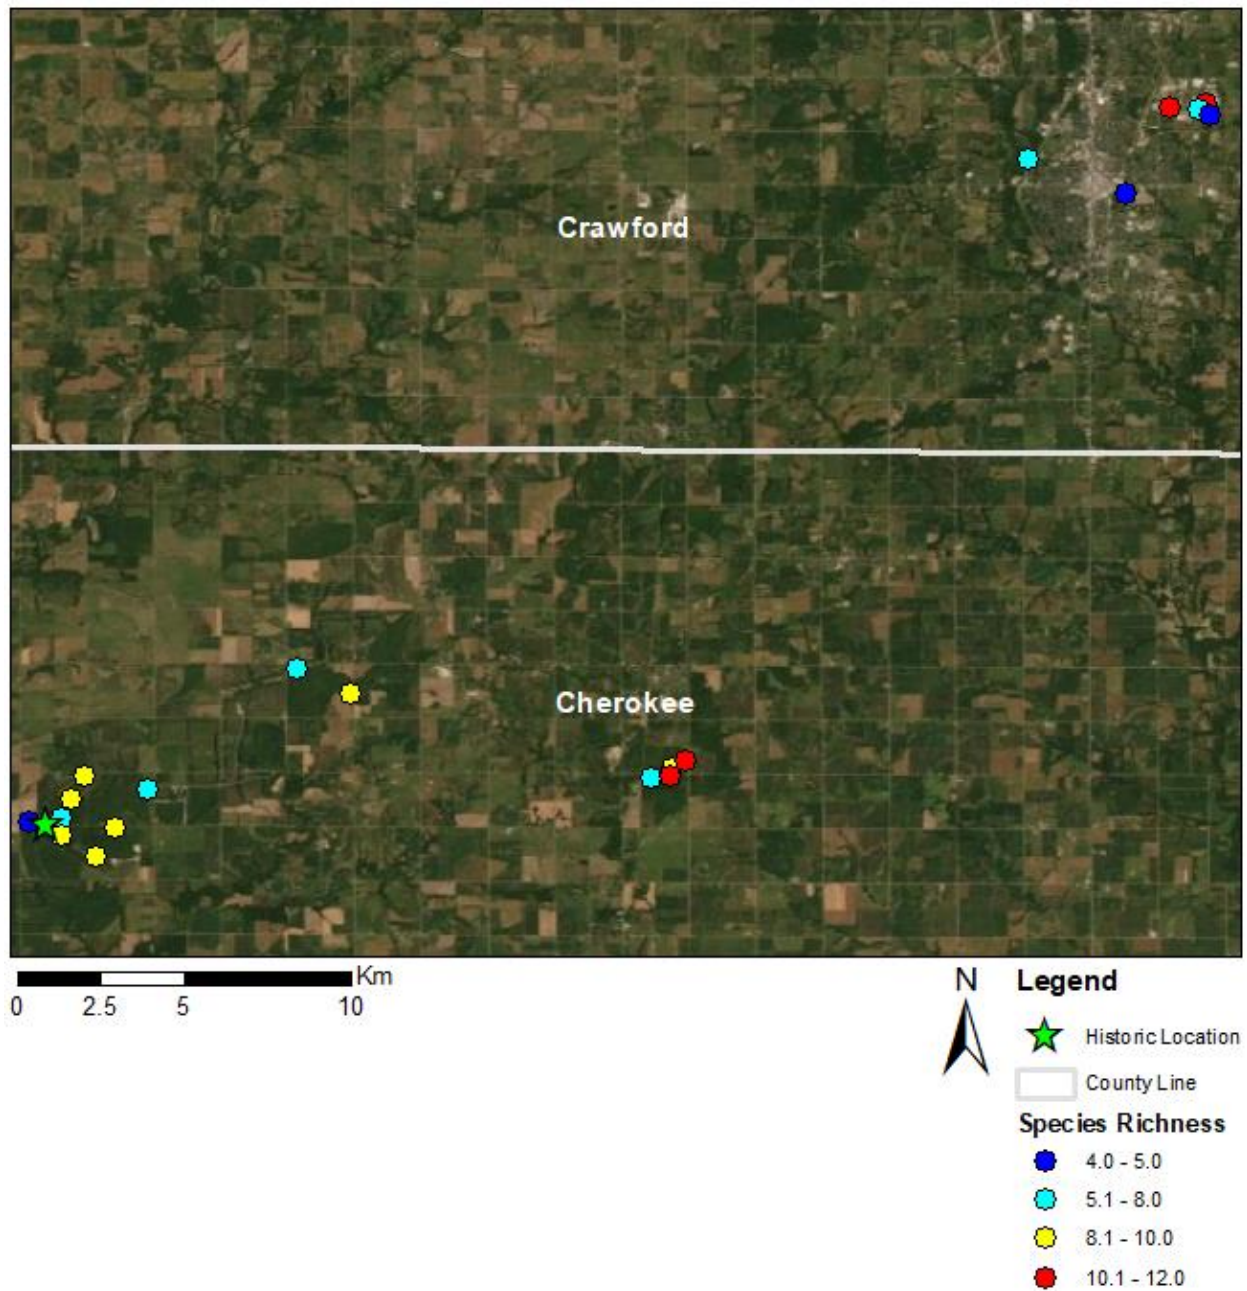 Crawford
Cherokee
Km
0 2.5 5 10
N
Legend
Historic Location
County Line
Species Richness
4.0 - 5.0
5.1 - 8.0
8.1 - 10.0
10.1 - 12.0